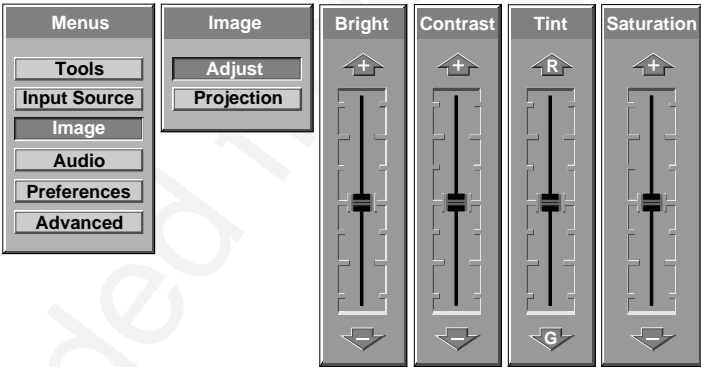 Menus
Tools
Input Source
Image
Audio
Preferences
Advanced
Image
Adjust
Projection
Bright
+
−
Contrast
+
−
Tint
R
G
Saturation
+
−